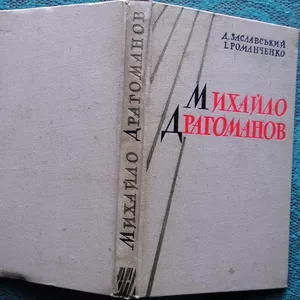 Д. ЗАСЛАВСЬКИЙ
І. РОМАНЧЕНКО
МИХАЙЛО
ДРАГОМАНОВ
МИХАЙЛО ДРАГОМАНОВ